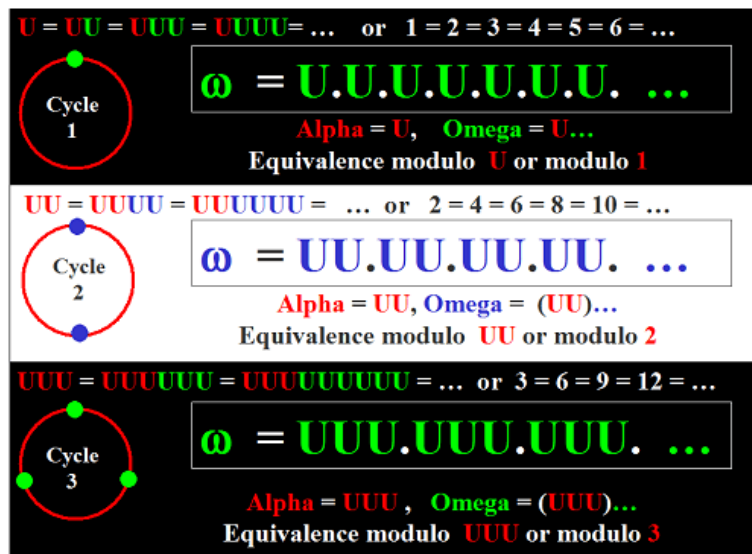 U = UU = UUU = UUUU= … or 1 = 2 = 3 = 4 = 5 = 6 = …
Cycle
1
ω = U.U.U.U.U.U.U. …
Alpha = U, Omega = U…
Equivalence modulo U or modulo 1
UU = UUUU = UUUUUU = … or 2 = 4 = 6 = 8 = 10 = …
Cycle
2
ω = UU.UU.UU.UU. …
Alpha = UU, Omega = (UU)…
Equivalence modulo UU or modulo 2
UUU = UUUUUU = UUUUUUUUU = … or 3 = 6 = 9 = 12 = …
Cycle
3
ω = UUU.UUU.UUU. …
Alpha = UUU , Omega = (UUU)…
Equivalence modulo UUU or modulo 3